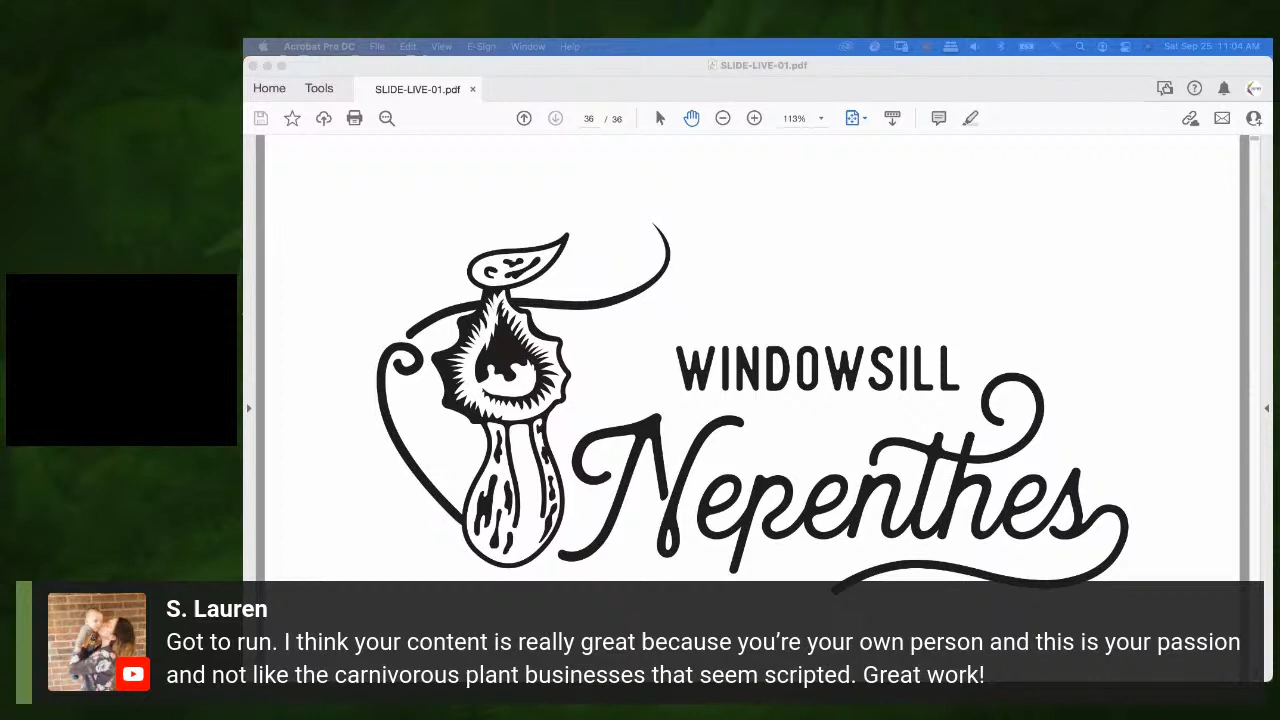 Acrobat Pro DC File Edit View E-Sign Window Help Sat Sep 25 11:04 AM
SLIDE-LIVE-01.pdf
Home Tools SLIDE-LIVE-01.pdf ×
36 / 36 113%
WINDOWSILL
Nepenthes
S. Lauren
Got to run. I think your content is really great because you’re your own person and this is your passion
and not like the carnivorous plant businesses that seem scripted. Great work!